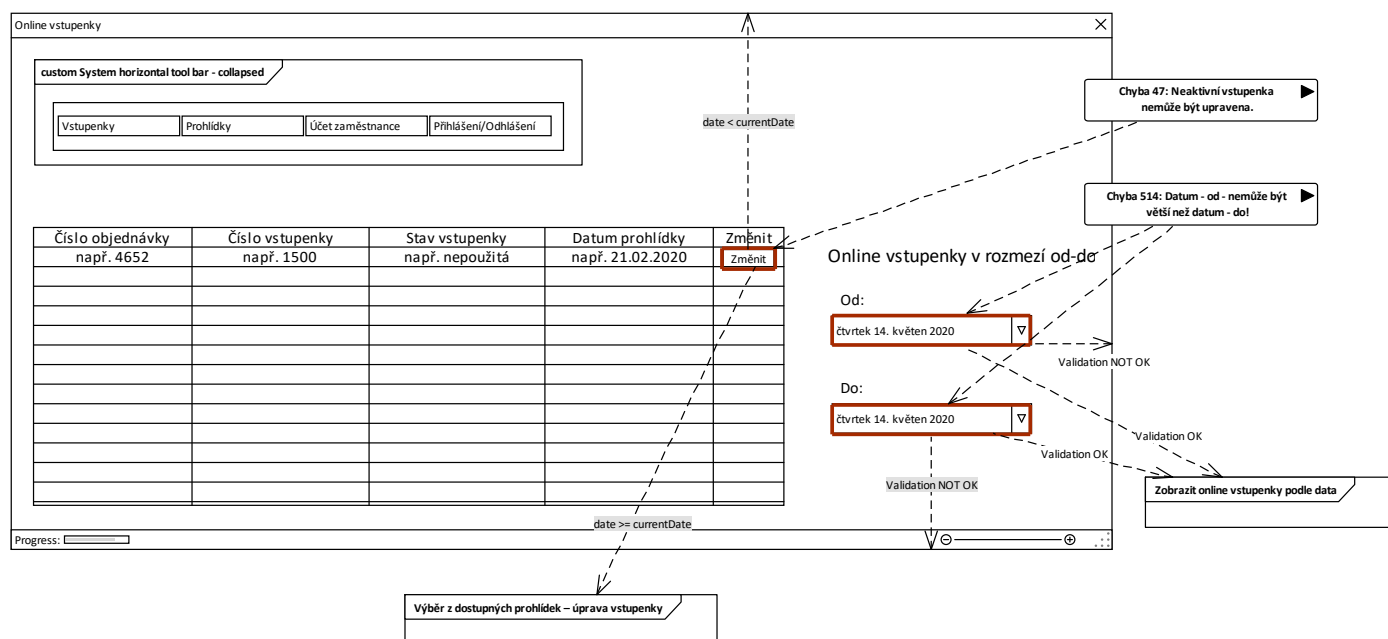 Online vstupenky
custom System horizontal tool bar - collapsed
Vstupenky Prohlídky Účet zaměstnance Přihlášení/Odhlášení
date < currentDate
Chyba 47: Neaktivní vstupenka
nemůže být upravena.
Chyba 514: Datum - od - nemůže být
větší než datum - do!
Číslo objednávky Číslo vstupenky Stav vstupenky Datum prohlídky Změnit
např. 4652 např. 1500 např. nepoužitá např. 21.02.2020 Změnit
Online vstupenky v rozmezí od-do
Od:
čtvrtek 14. květen 2020
Validation NOT OK
Do:
čtvrtek 14. květen 2020
Validation OK
Validation OK
Validation NOT OK
Zobrazit online vstupenky podle data
date >= currentDate
Progress:
Výběr z dostupných prohlídek – úprava vstupenky